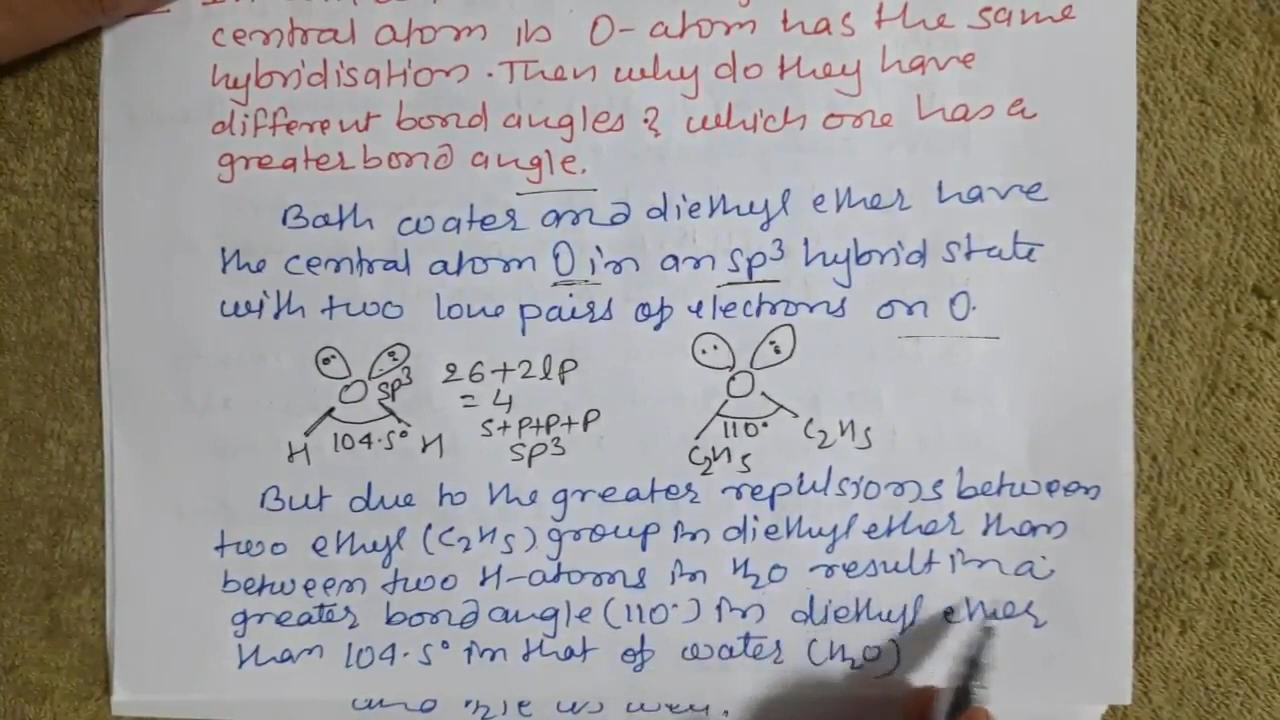 central atom is O-atom has the same
hybridisation. Then why do they have
different bond angles? which one has a
greater bond angle.
Both water and diethyl ether have
the central atom O in an sp³ hybrid state
with two lone pairs of electrons on O.
O sp³
H 104.5° H
2σ+2lp
= 4
s+p+p+p
sp³
O
110°
C₂H₅ C₂H₅
But due to the greater repulsions between
two ethyl (C₂H₅) group in diethyl ether than
between two H-atoms in H₂O result in a
greater bond angle (110°) in diethyl ether
than 104.5° in that of water (H₂O)